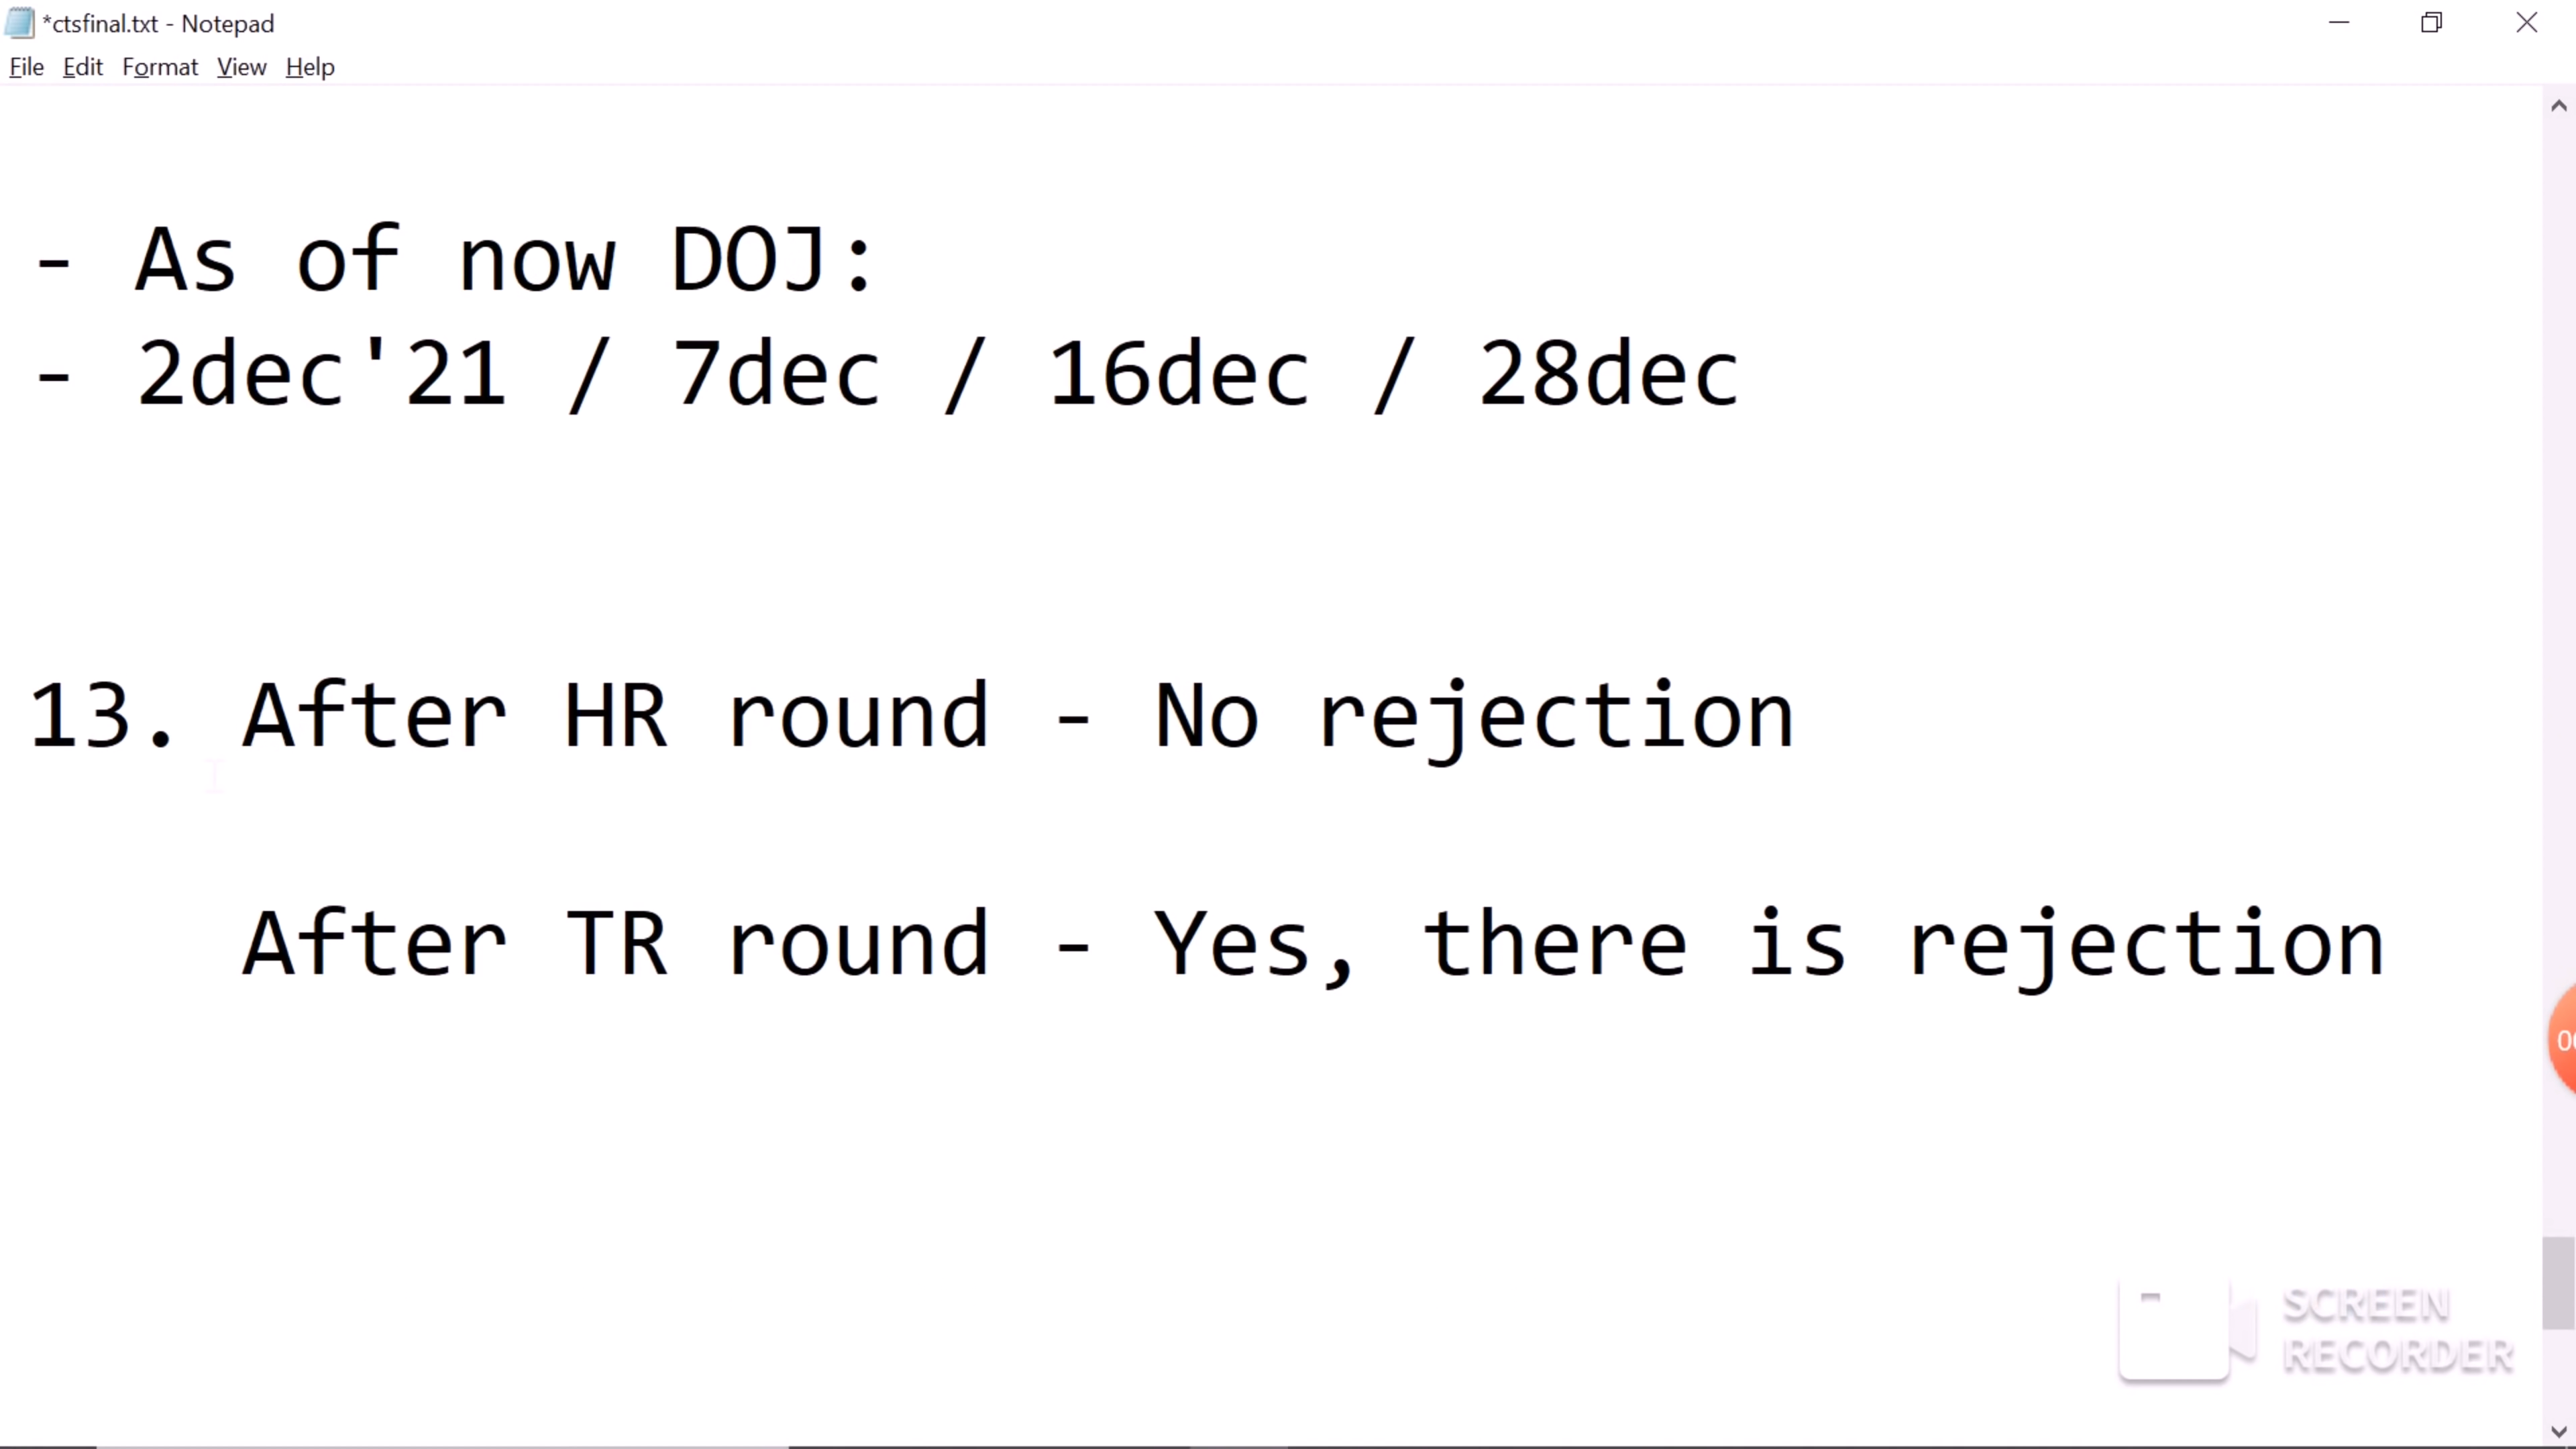 *ctsfinal.txt - Notepad
File Edit Format View Help
- As of now DOJ:
- 2dec'21 / 7dec / 16dec / 28dec
13. After HR round - No rejection
After TR round - Yes, there is rejection
SCREEN
RECORDER